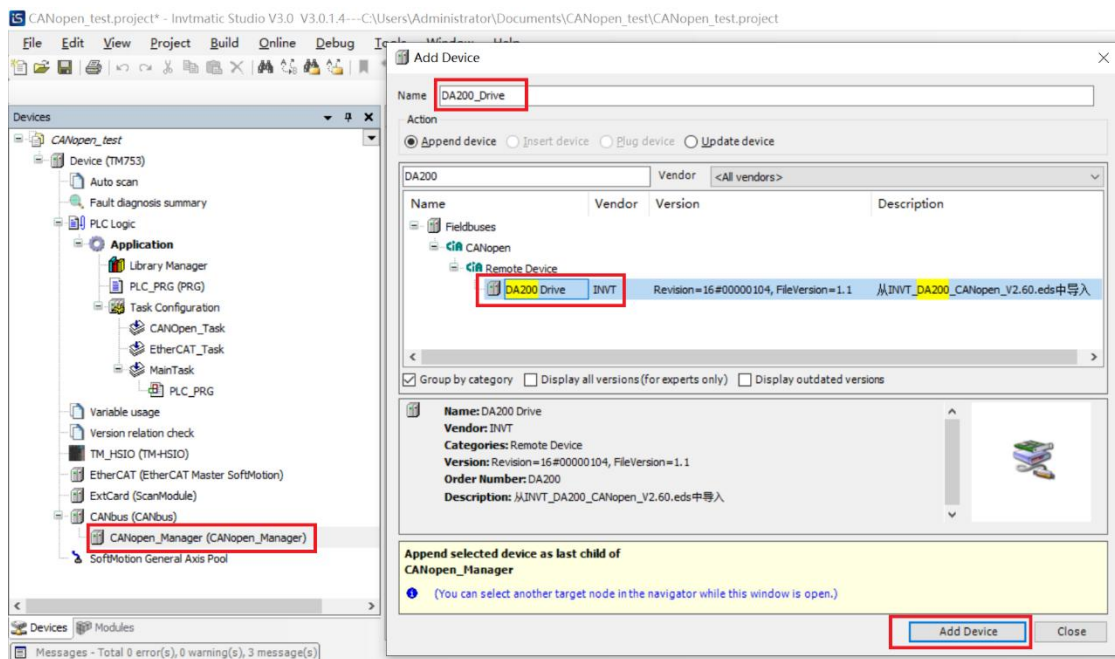 CANopen_test.project* - Invtmatic Studio V3.0 V3.0.1.4---C:\Users\Administrator\Documents\CANopen_test\CANopen_test.project
File Edit View Project Build Online Debug
Devices
CANopen_test
Device (TM753)
Auto scan
Fault diagnosis summary
PLC Logic
Application
Library Manager
PLC_PRG (PRG)
Task Configuration
CANOpen_Task
EtherCAT_Task
MainTask
PLC_PRG
Variable usage
Version relation check
TM_HSIO (TM-HSIO)
EtherCAT (EtherCAT Master SoftMotion)
ExtCard (ScanModule)
CANbus (CANbus)
CANopen_Manager (CANopen_Manager)
SoftMotion General Axis Pool
Devices Modules
Messages - Total 0 error(s), 0 warning(s), 3 message(s)
Add Device
Name DA200_Drive
Action
Append device Insert device Plug device Update device
DA200 Vendor <All vendors>
Name Vendor Version Description
Fieldbuses
CiA CANopen
CiA Remote Device
DA200 Drive INVT Revision=16#00000104, FileVersion=1.1 从INVT_DA200_CANopen_V2.60.eds中导入
Group by category Display all versions (for experts only) Display outdated versions
Name: DA200 Drive
Vendor: INVT
Categories: Remote Device
Version: Revision=16#00000104, FileVersion=1.1
Order Number: DA200
Description: 从INVT_DA200_CANopen_V2.60.eds中导入
Append selected device as last child of
CANopen_Manager
(You can select another target node in the navigator while this window is open.)
Add Device Close